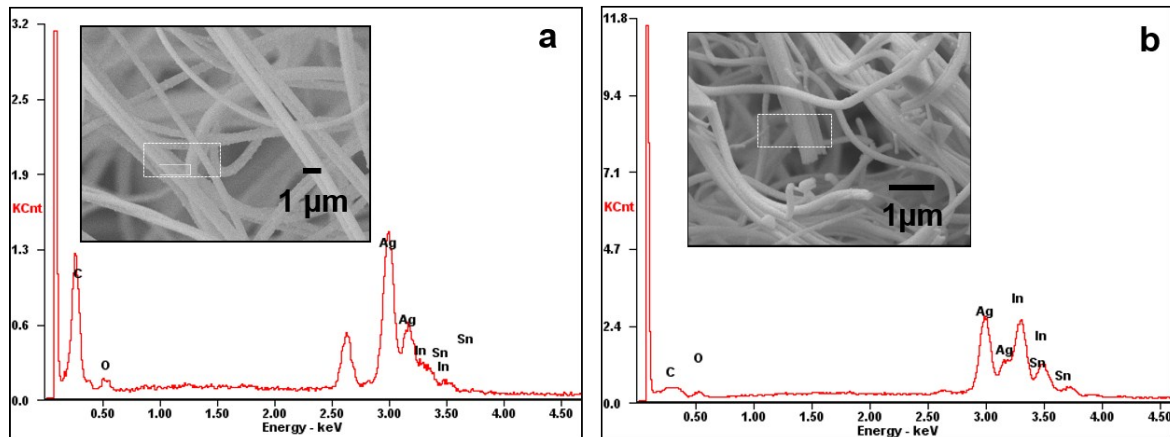 a
3.2
2.5
1.9
KCnt
1.3
0.6
0.0
1 µm
C
O
Ag
Ag
In
Sn
In
Sn
0.50 1.00 1.50 2.00 2.50 3.00 3.50 4.00 4.50
Energy - keV
b
11.8
9.4
7.1
KCnt
4.7
2.4
0.0
1µm
C
O
Ag
Ag
In
In
Sn
Sn
0.50 1.00 1.50 2.00 2.50 3.00 3.50 4.00 4.50
Energy - keV